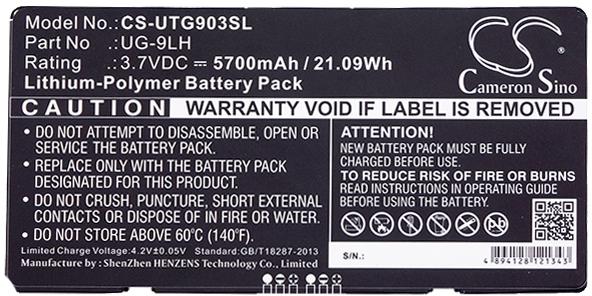 Model No.: CS-UTG903SL
Part No : UG-9LH
Rating : 3.7VDC ⎓ 5700mAh / 21.09Wh
Lithium-Polymer Battery Pack
Cameron Sino
CAUTION WARRANTY VOID IF LABEL IS REMOVED
• DO NOT ATTEMPT TO DISASSEMBLE, OPEN OR
SERVICE THE BATTERY PACK.
• REPLACE ONLY WITH THE BATTERY PACK
DESIGNATED FOR THIS PRODUCT.
• DO NOT CRUSH, PUNCTURE, SHORT EXTERNAL
CONTACTS OR DISPOSE OF IN FIRE OR WATER.
• DO NOT STORE ABOVE 60°C (140°F).
Limited Charge Voltage:4.2V±0.05V Standard:GB/T18287-2013
Manufacture by : ShenZhen HENZENS Technology Co., Limited
ATTENTION:
NEW BATTERY PACK MUST BE FULLY CHARGED
BEFORE USE.
TO REDUCE RISK OF FIRE OR INJURY
READ INSTRUCTIONS IN OPERATOR'S MANUAL
BEFORE USING THIS PRODUCT.
S/N:
4 894128 121343